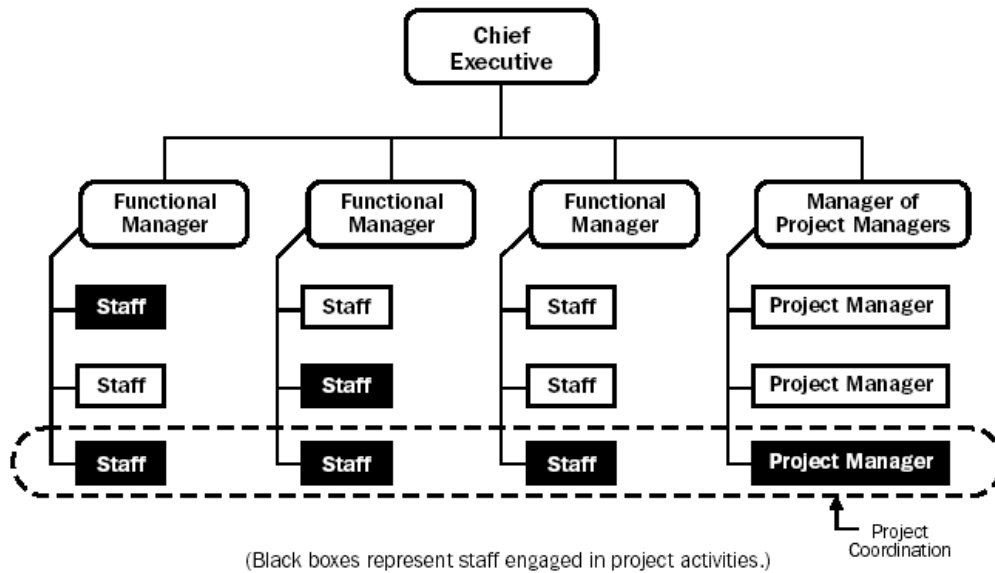 Chief
Executive
Functional
Manager
Functional
Manager
Functional
Manager
Manager of
Project Managers
Staff
Staff
Staff
Project Manager
Staff
Staff
Staff
Project Manager
Staff
Staff
Staff
Project Manager
Project
Coordination
(Black boxes represent staff engaged in project activities.)